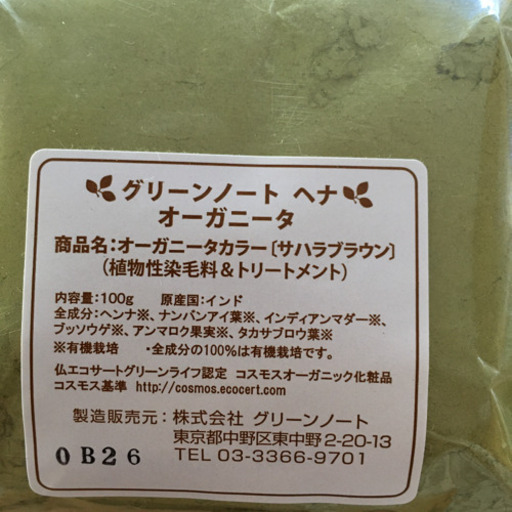 グリーンノート ヘナ
オーガニータ
商品名:オーガニータカラー〔サハラブラウン〕
(植物性染毛料&トリートメント)
内容量:100g 原産国:インド
全成分:ヘンナ※、ナンバンアイ葉※、インディアンマダー※、
ブッソウゲ※、アンマロク果実※、タカサブロウ葉※
※有機栽培 ・全成分の100%は有機栽培です。
仏エコサートグリーンライフ認定 コスモスオーガニック化粧品
コスモス基準 http://cosmos.ecocert.com
製造販売元:株式会社 グリーンノート
東京都中野区東中野2-20-13
TEL 03-3366-9701
0B26